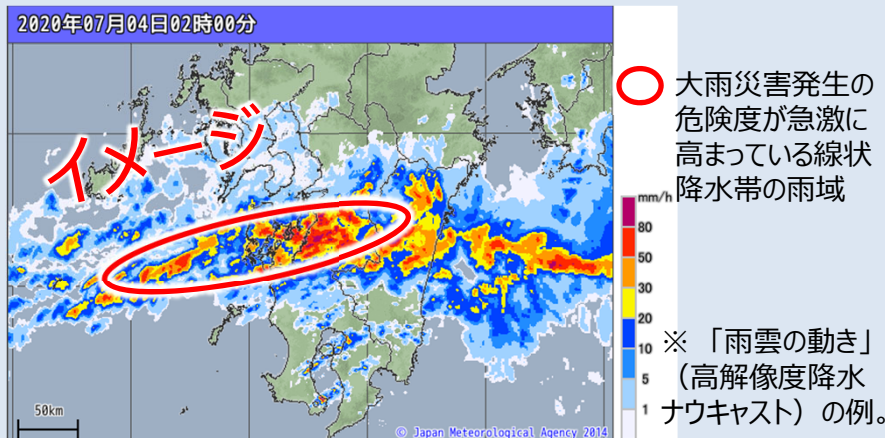 2020年07月04日02時00分
イメージ
大雨災害発生の
危険度が急激に
高まっている線状
降水帯の雨域
mm/h
80
50
30
20
10
5
1
※ 「雨雲の動き」
（高解像度降水
ナウキャスト）の例。
50km
© Japan Meteorological Agency 2014